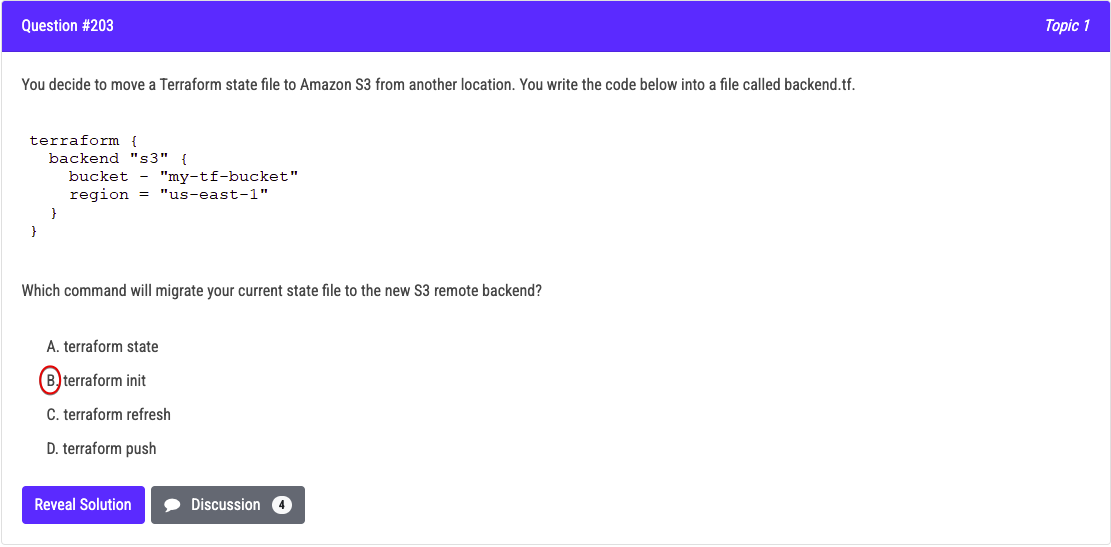 Question #203
Topic 1
You decide to move a Terraform state file to Amazon S3 from another location. You write the code below into a file called backend.tf.
terraform {
backend "s3" {
bucket - "my-tf-bucket"
region = "us-east-1"
}
}
Which command will migrate your current state file to the new S3 remote backend?
A. terraform state
B. terraform init
C. terraform refresh
D. terraform push
Reveal Solution
Discussion 4